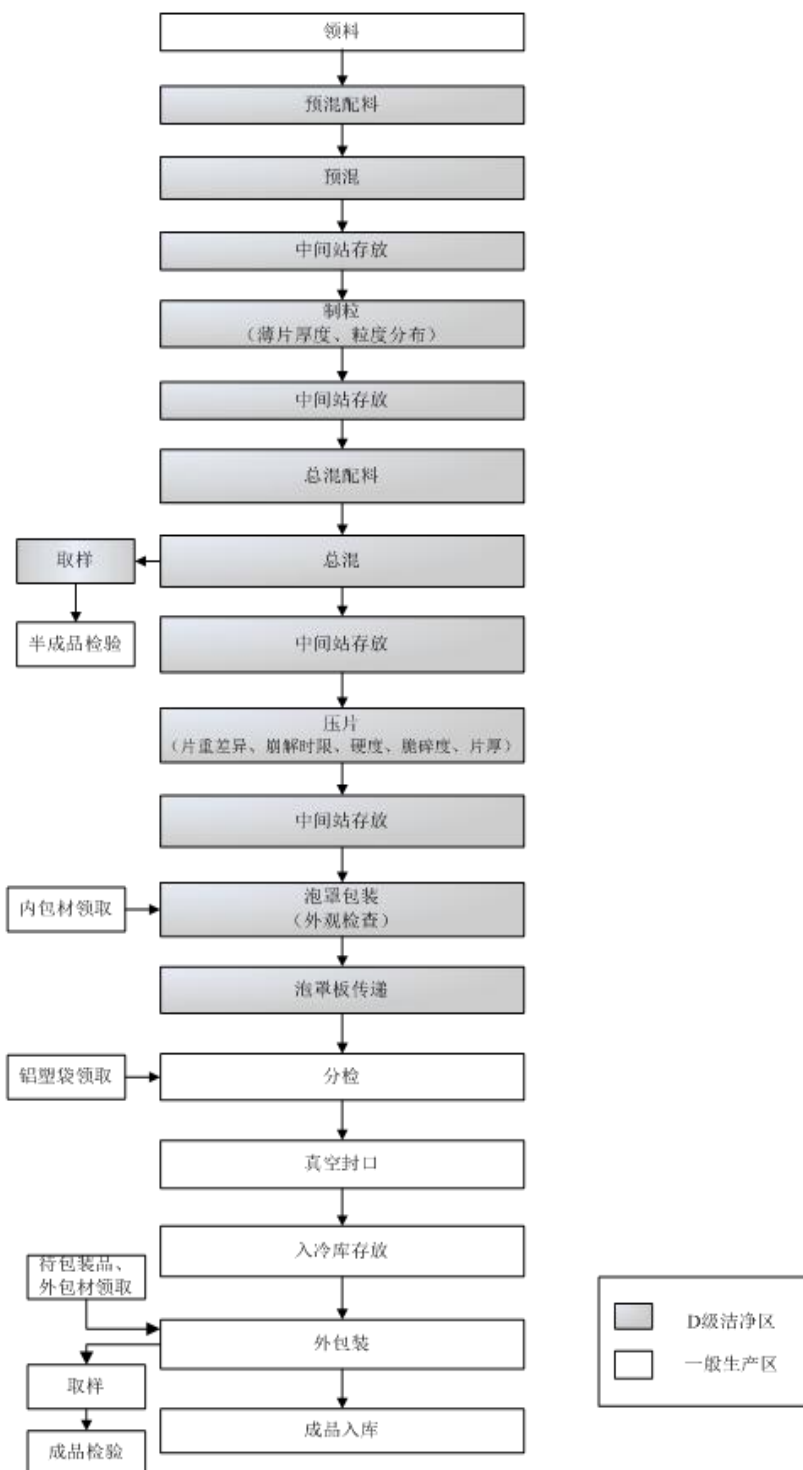 领料
预混配料
预混
中间站存放
制粒
（薄片厚度、粒度分布）
中间站存放
总混配料
取样
总混
半成品检验
中间站存放
压片
（片重差异、崩解时限、硬度、脆碎度、片厚）
中间站存放
内包材领取
泡罩包装
（外观检查）
泡罩板传递
铝塑袋领取
分检
真空封口
入冷库存放
待包装品、
外包材领取
外包装
取样
成品入库
成品检验
D级洁净区
一般生产区